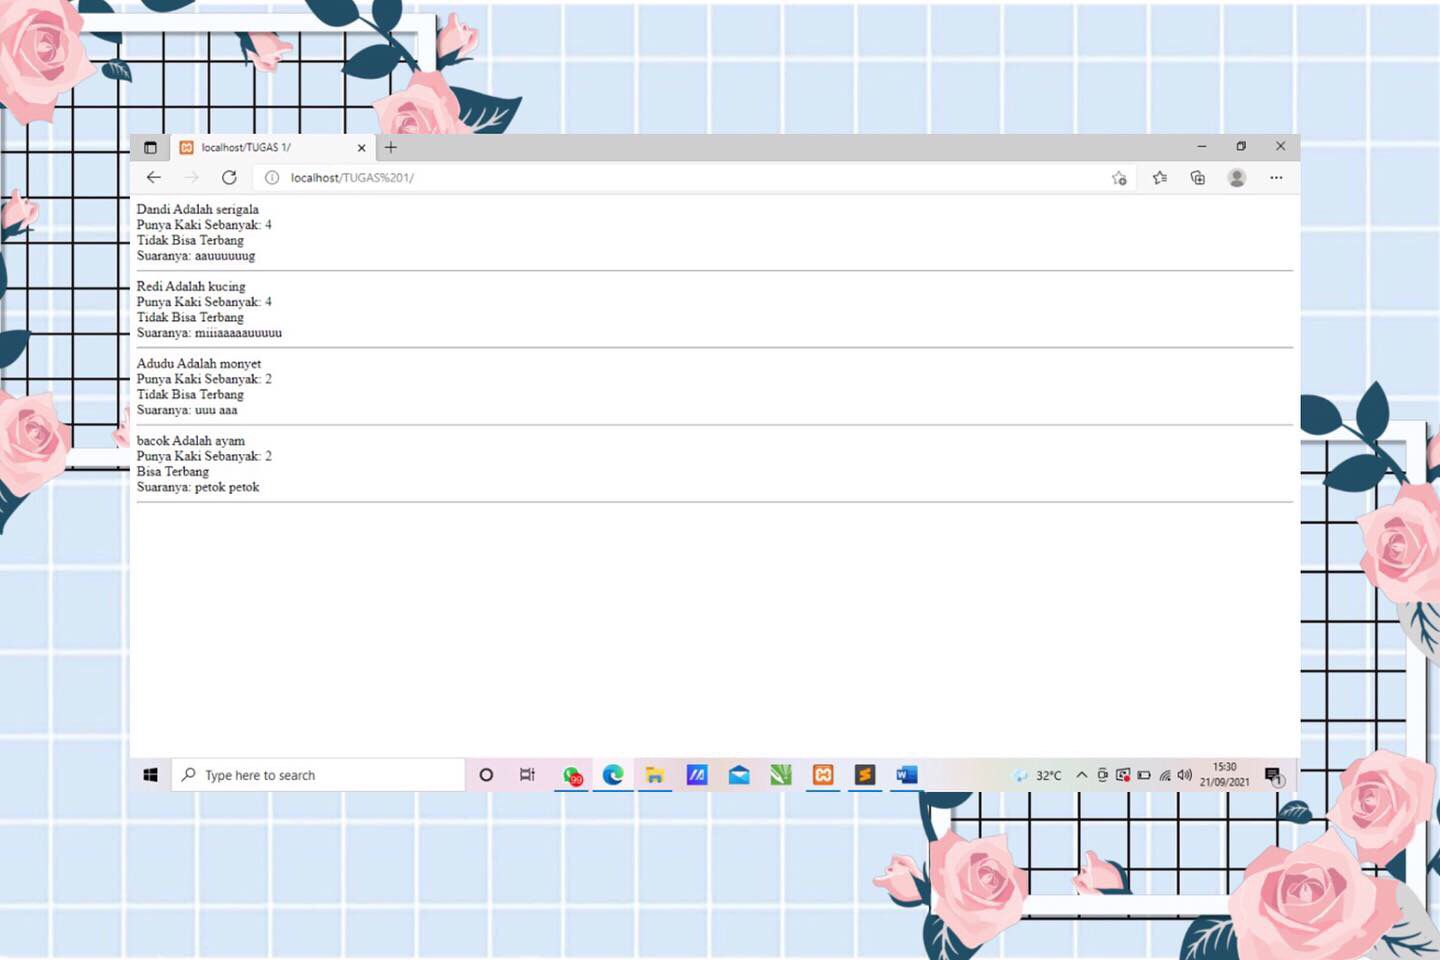 localhost/TUGAS 1/
localhost/TUGAS%201/
Dandi Adalah serigala
Punya Kaki Sebanyak: 4
Tidak Bisa Terbang
Suaranya: aauuuuuug
Redi Adalah kucing
Punya Kaki Sebanyak: 4
Tidak Bisa Terbang
Suaranya: miiiaaaaauuuuu
Adudu Adalah monyet
Punya Kaki Sebanyak: 2
Tidak Bisa Terbang
Suaranya: uuu aaa
bacok Adalah ayam
Punya Kaki Sebanyak: 2
Bisa Terbang
Suaranya: petok petok
Type here to search
99
32°C
15:30
21/09/2021
1